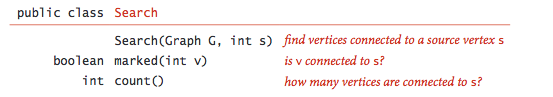 public class Search
Search(Graph G, int s) find vertices connected to a source vertex s
boolean marked(int v) is v connected to s?
int count() how many vertices are connected to s?